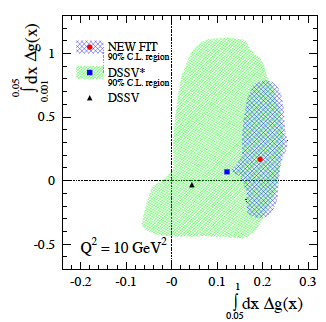 ∫dx Δg(x)
0.05
0.001
1
0.5
0
-0.5
NEW FIT
90% C.L. region
DSSV*
90% C.L. region
DSSV
Q² = 10 GeV²
-0.2 -0.1 -0 0.1 0.2 0.3
1
∫dx Δg(x)
0.05